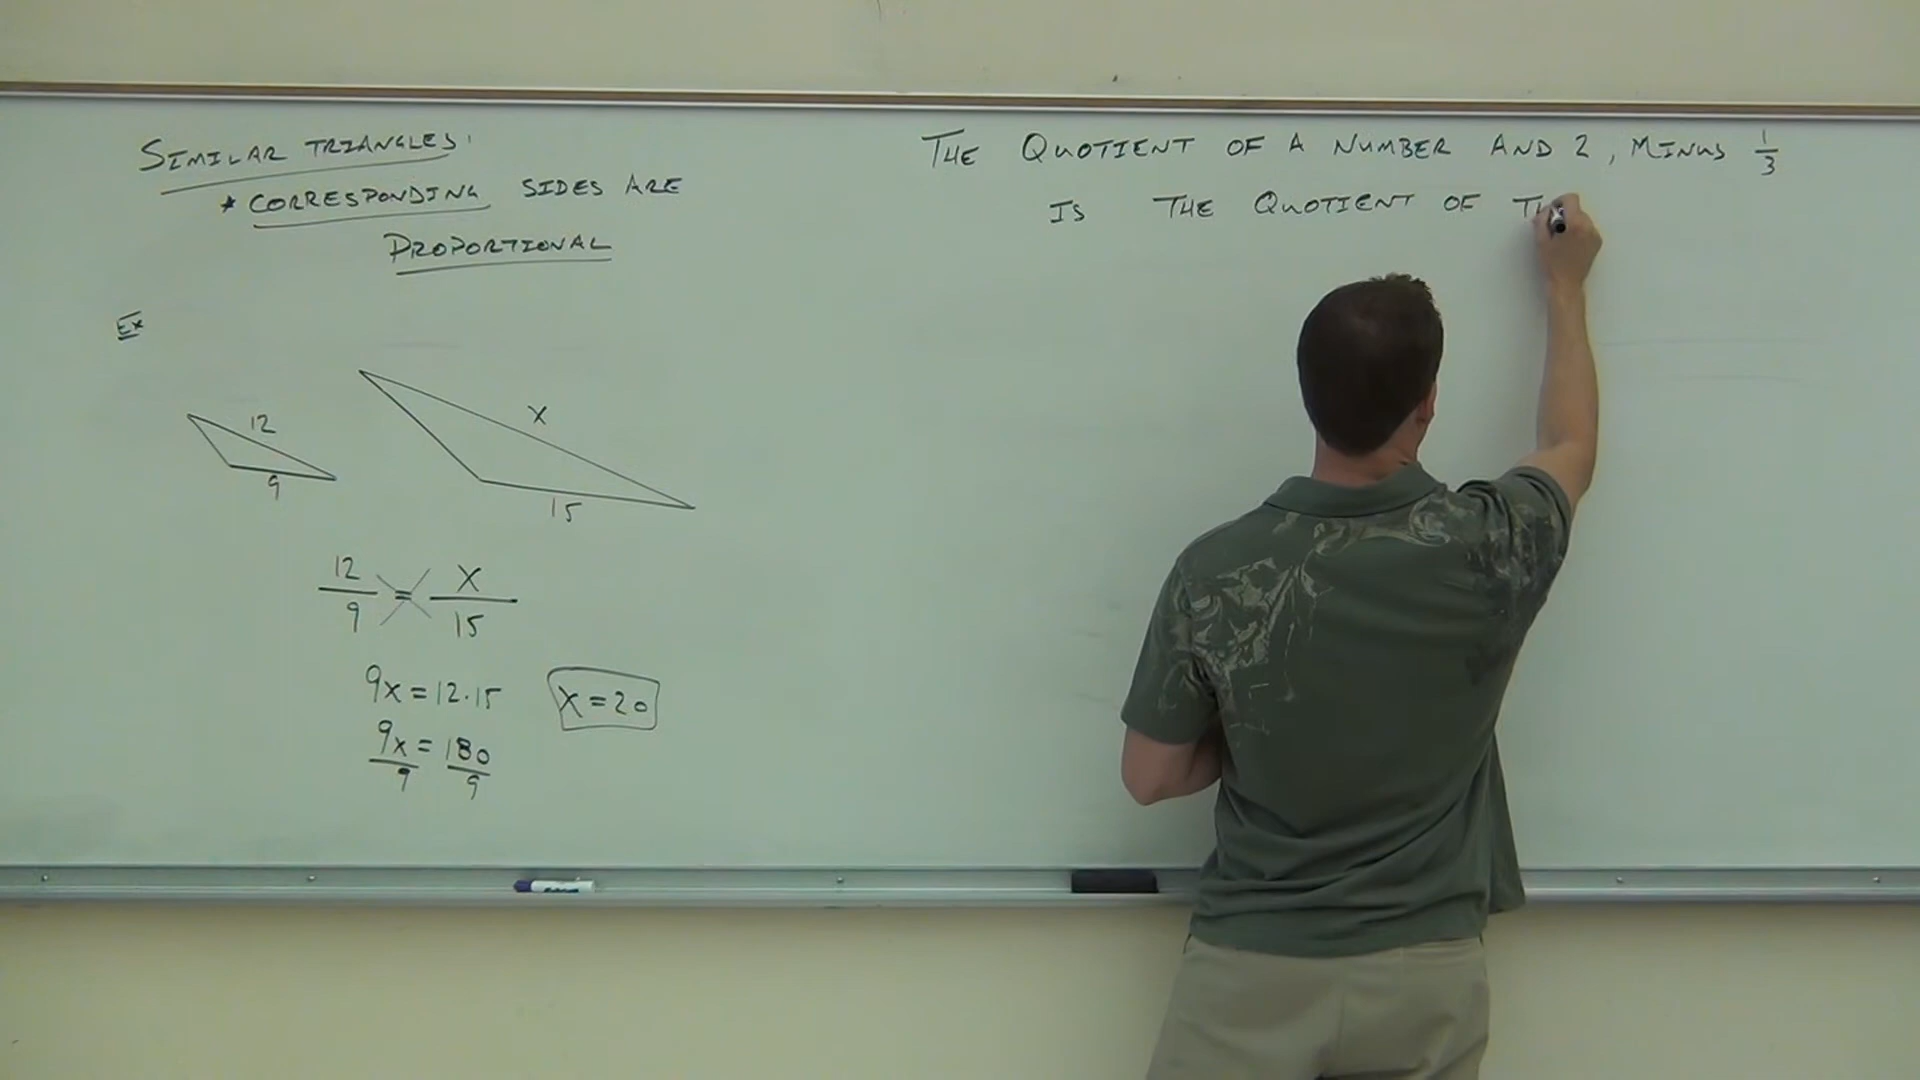 SIMILAR TRIANGLES:
* CORRESPONDING SIDES ARE
PROPORTIONAL
Ex
12
9
X
15
12/9 = X/15
9x = 12·15
9x/9 = 180/9
X = 20
THE QUOTIENT OF A NUMBER AND 2, MINUS 1/3
IS THE QUOTIENT OF